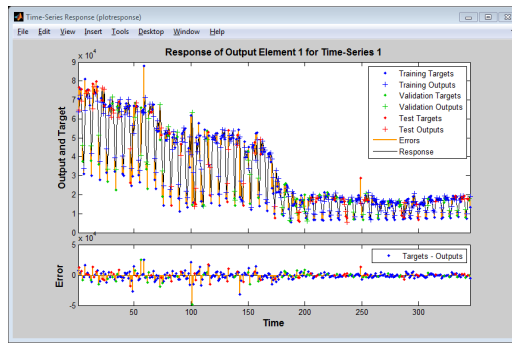 Time-Series Response (plotresponse)
File Edit View Insert Tools Desktop Window Help
Response of Output Element 1 for Time-Series 1
x 10^4
9
8
7
6
5
4
3
2
1
0
Output and Target
Training Targets
Training Outputs
Validation Targets
Validation Outputs
Test Targets
Test Outputs
Errors
Response
x 10^4
5
0
-5
Error
Targets - Outputs
50 100 150 200 250 300
Time